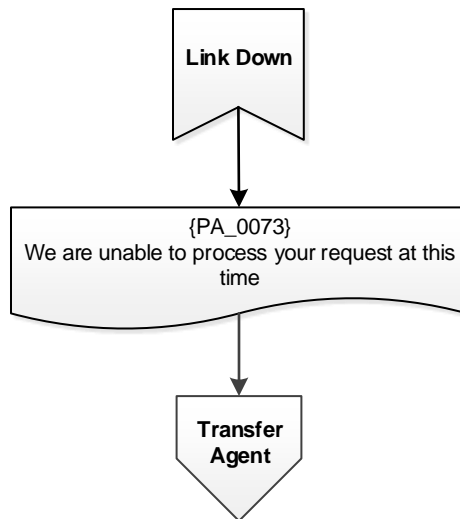 Link Down
{PA_0073}
We are unable to process your request at this
time
Transfer
Agent